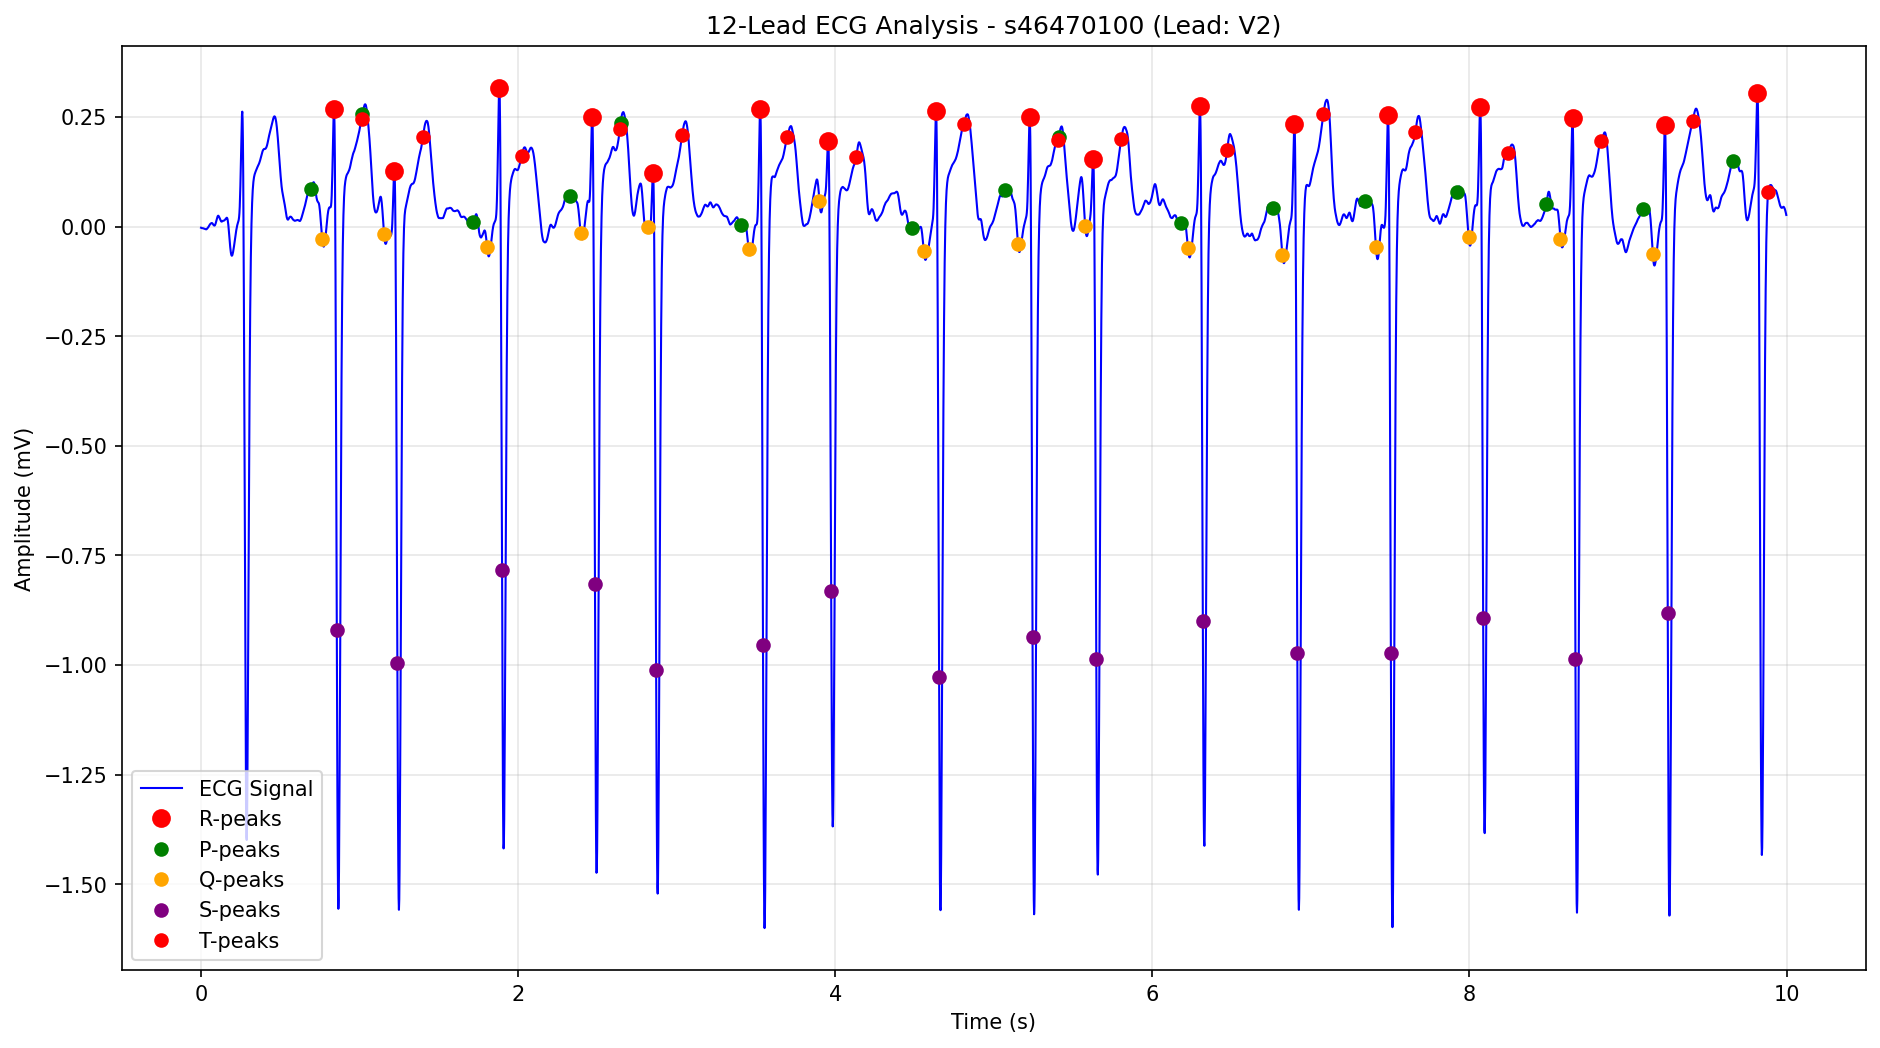 12-Lead ECG Analysis - s46470100 (Lead: V2)
Amplitude (mV)
0.25
0.00
−0.25
−0.50
−0.75
−1.00
−1.25
−1.50
ECG Signal
R-peaks
P-peaks
Q-peaks
S-peaks
T-peaks
0 2 4 6 8 10
Time (s)